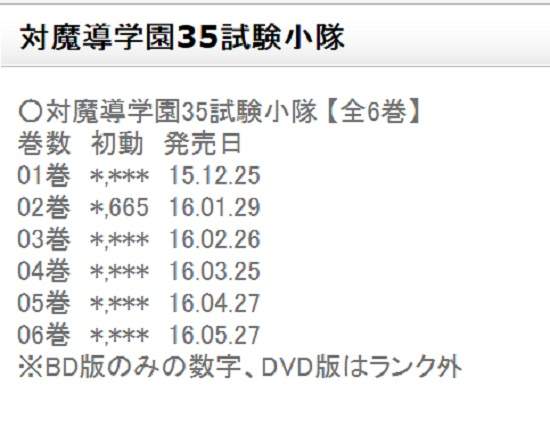 対魔導学園35試験小隊
○対魔導学園35試験小隊【全6巻】
巻数 初動 発売日
01巻 *,*** 15.12.25
02巻 *,665 16.01.29
03巻 *,*** 16.02.26
04巻 *,*** 16.03.25
05巻 *,*** 16.04.27
06巻 *,*** 16.05.27
※BD版のみの数字、DVD版はランク外